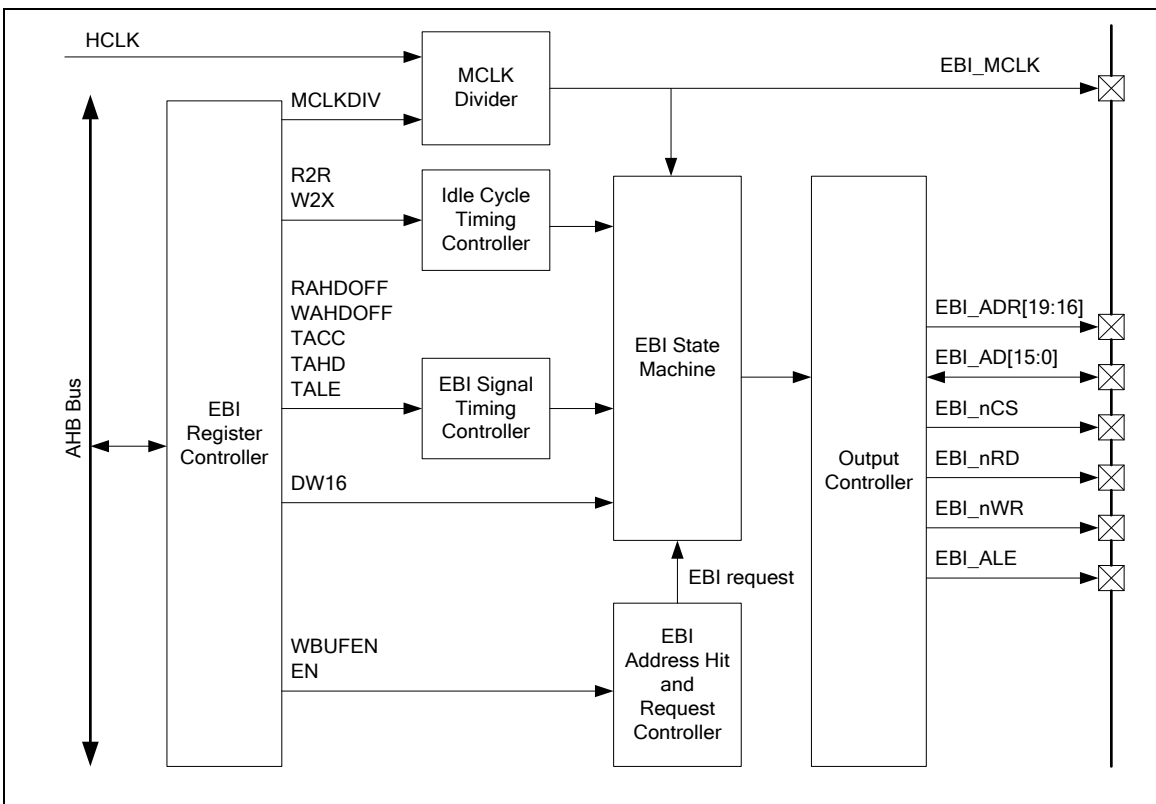 HCLK
MCLK
Divider
EBI_MCLK
MCLKDIV
R2R
W2X
Idle Cycle
Timing
Controller
RAHDOFF
WAHDOFF
TACC
TAHD
TALE
EBI Signal
Timing
Controller
EBI State
Machine
EBI_ADR[19:16]
EBI_AD[15:0]
EBI_nCS
EBI_nRD
EBI_nWR
EBI_ALE
AHB Bus
EBI
Register
Controller
Output
Controller
DW16
EBI request
WBUFEN
EN
EBI
Address Hit
and
Request
Controller